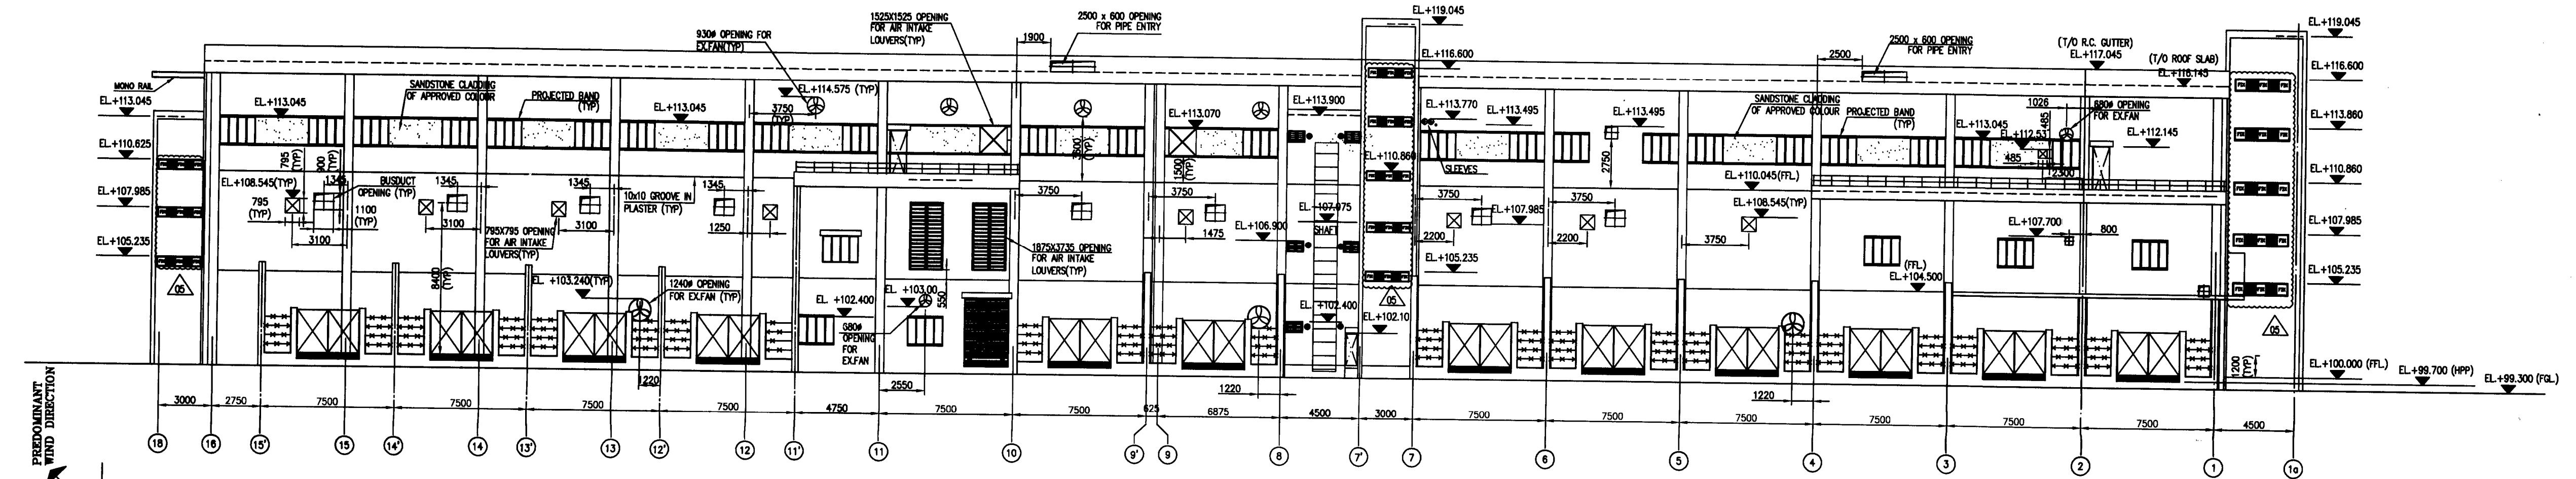 1525X1525 OPENING
FOR AIR INTAKE
LOUVERS(TYP)
2500 x 600 OPENING
FOR PIPE ENTRY
EL.+119.045
930ø OPENING FOR
EX.FAN(TYP)
1900
EL.+116.600
2500 x 600 OPENING
FOR PIPE ENTRY
2500
(T/O R.C. GUTTER)
EL.+117.045
(T/O ROOF SLAB)
EL.+116.145
EL.+119.045
EL.+116.600
MONO RAIL
EL.+113.045
SANDSTONE CLADDING
OF APPROVED COLOUR
EL.+113.045
PROJECTED BAND
(TYP)
EL.+113.045
EL.+114.575 (TYP)
3750
(TYP)
EL.+113.070
EL.+113.900
EL.+113.770
EL.+113.495
EL.+113.495
SANDSTONE CLADDING
OF APPROVED COLOUR
PROJECTED BAND
(TYP)
EL.+113.045
1026
680ø OPENING
FOR EX.FAN
485
EL.+112.53
EL.+112.145
485
2300
EL.+113.860
EL.+110.625
795
(TYP)
900
(TYP)
3600
(TYP)
1500
(TYP)
EL.+110.860
SLEEVES
2750
EL.+110.860
EL.+108.545(TYP)
1345
BUSDUCT
OPENING (TYP)
1345
1345
1345
10x10 GROOVE IN
PLASTER (TYP)
3750
3750
3750
3750
EL.+110.045(FFL)
EL.+108.545(TYP)
EL.+107.985
795
(TYP)
1100
(TYP)
3100
3100
3100
1250
795X795 OPENING
FOR AIR INTAKE
LOUVERS(TYP)
1875X3735 OPENING
FOR AIR INTAKE
LOUVERS(TYP)
1475
EL.+106.900
EL.+107.075
SHAFT
EL.+107.985
2200
2200
3750
EL.+107.700
800
EL.+107.985
EL.+105.235
8400
(TYP)
EL. +103.240(TYP)
1240ø OPENING
FOR EX.FAN (TYP)
EL. +102.400
EL. +103.00
550
680ø
OPENING
FOR
EX.FAN
EL. +102.400
EL.+102.10
EL.+105.235
(FFL)
EL.+104.500
EL.+105.235
05
05
05
1220
2550
1220
1220
1200
(TYP)
EL.+100.000 (FFL)
EL.+99.700 (HPP)
EL.+99.300 (FGL)
3000 2750 7500 7500 7500 7500 4750 7500 7500 625 6875 4500 3000 7500 7500 7500 7500 7500 7500 4500
18 16 15' 15 14' 14 13' 13 12' 12 11' 11 10 9' 9 8 7' 7 6 5 4 3 2 1 1a
PREDOMINANT
WIND DIRECTION